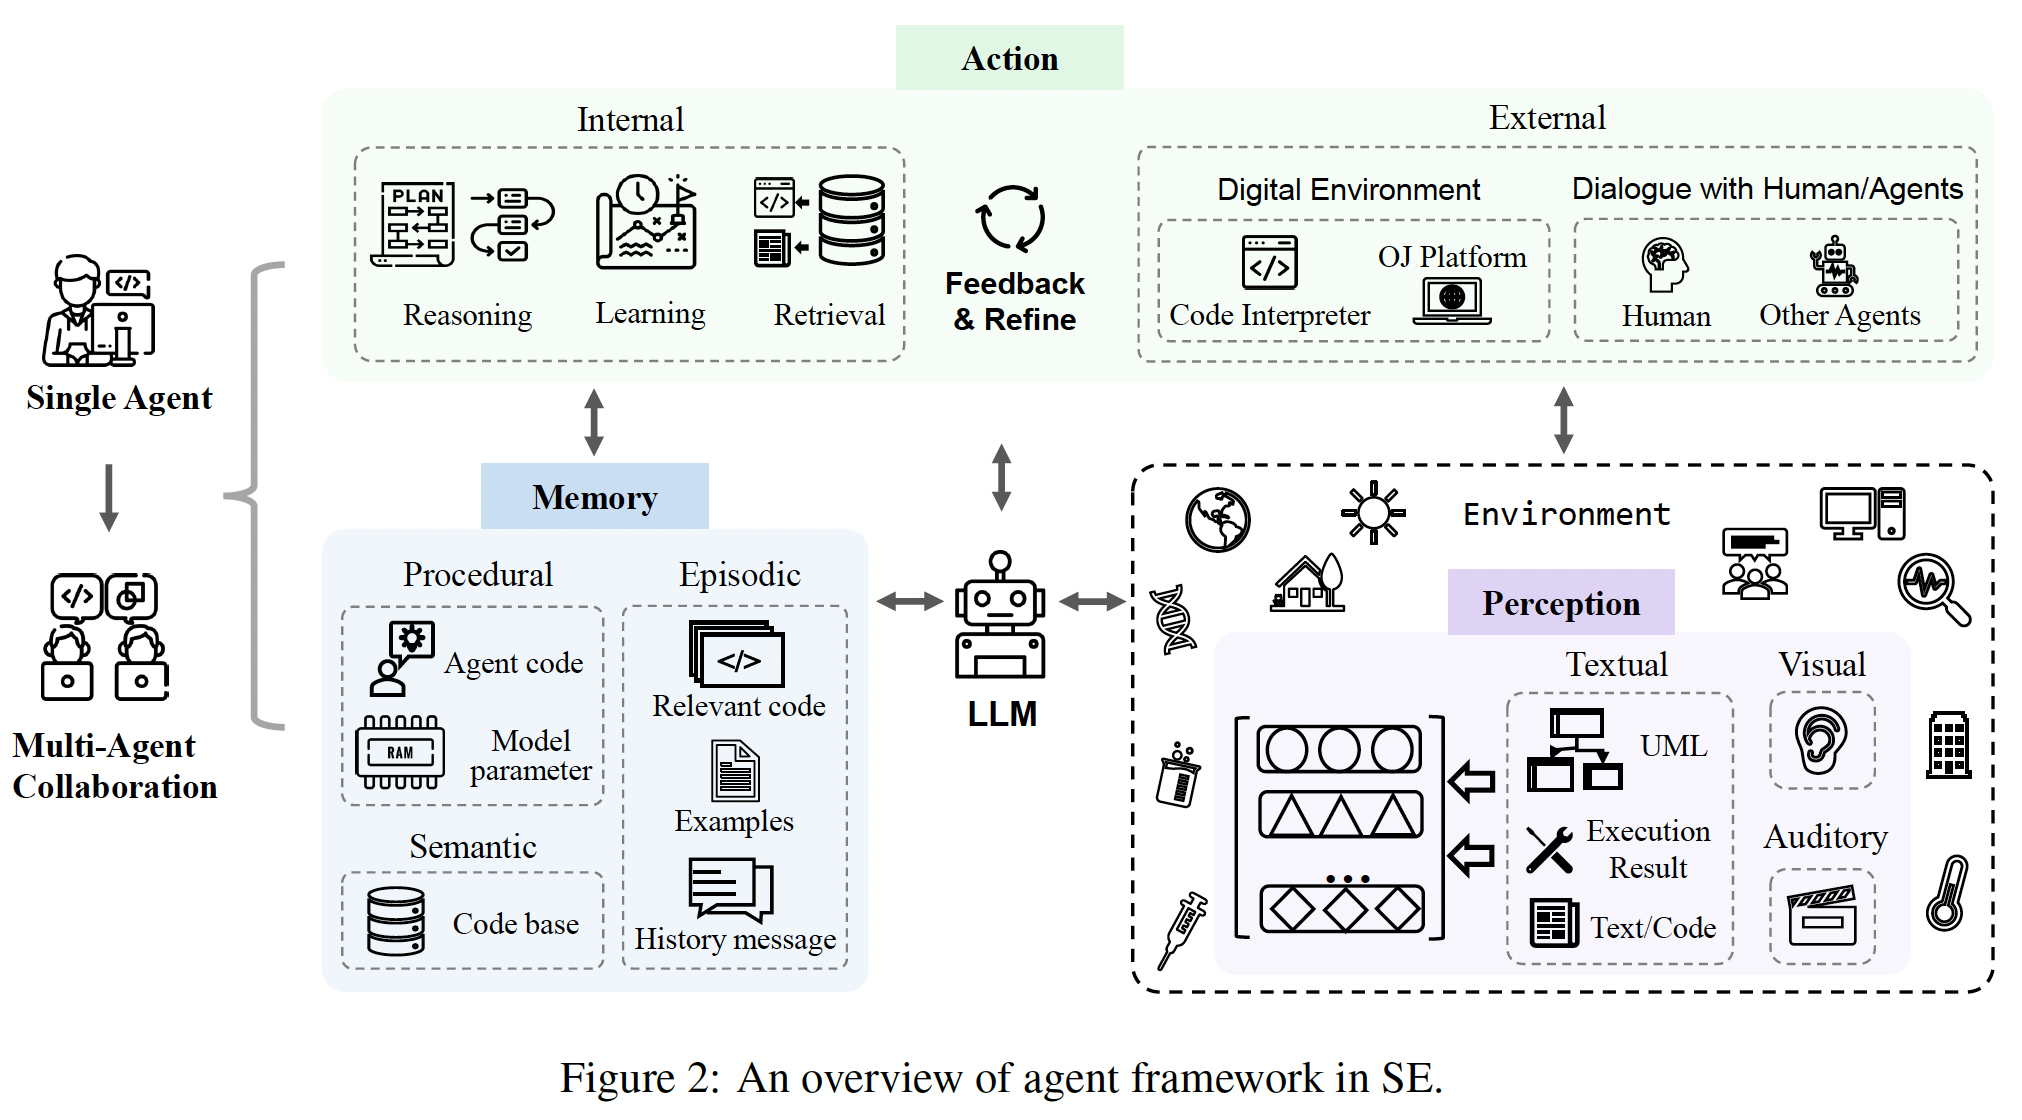 Action
Internal
External
PLAN
Reasoning
Learning
Retrieval
Feedback
& Refine
Digital Environment
</>
Code Interpreter
OJ Platform
Dialogue with Human/Agents
Human
Other Agents
</>
</>
Single Agent
</>
Multi-Agent
Collaboration
Memory
Procedural
Agent code
RAM
Model
parameter
Semantic
Code base
Episodic
</>
Relevant code
Examples
History message
LLM
Environment
Perception
Textual
UML
Execution
Result
Text/Code
Visual
Auditory
...
Figure 2: An overview of agent framework in SE.